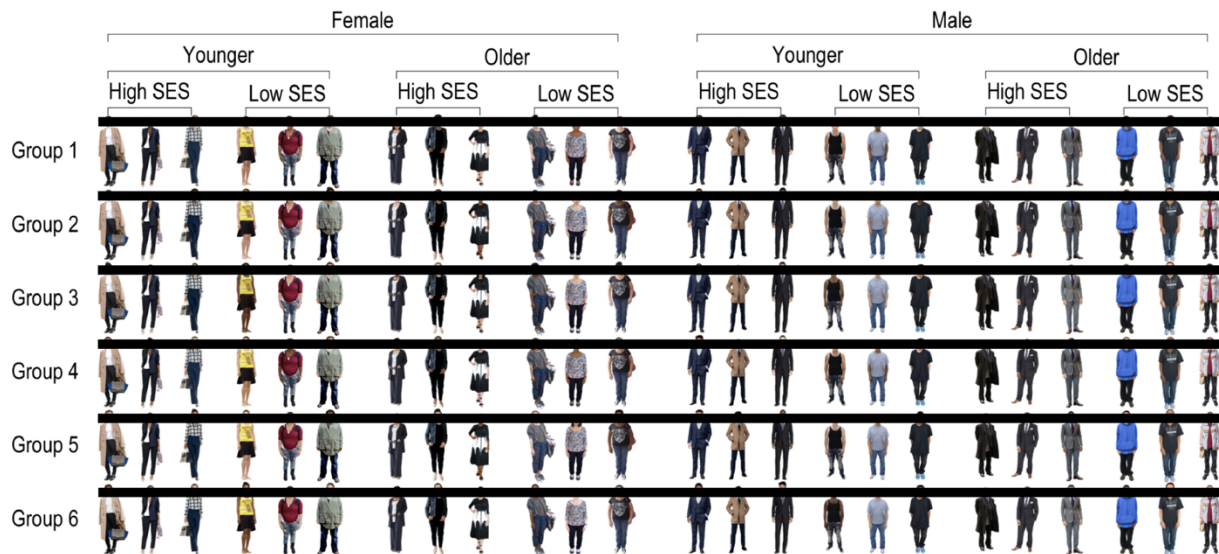 Female Male
Younger Older Younger Older
High SES Low SES High SES Low SES High SES Low SES High SES Low SES
Group 1
Group 2
Group 3
Group 4
Group 5
Group 6